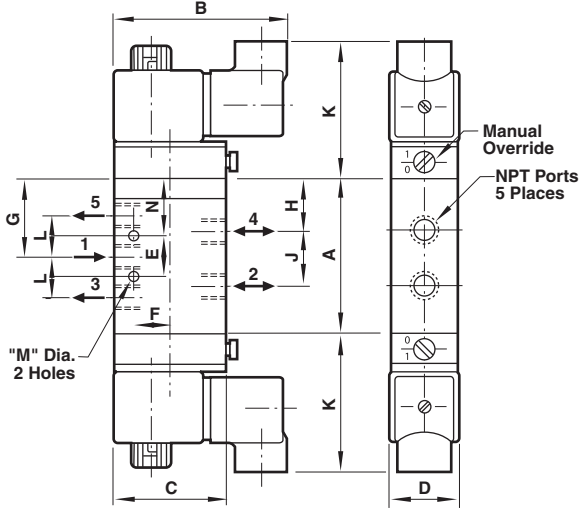 B
K
Manual
Override
1
0
NPT Ports
5 Places
G
N
H
5
4
L
A
1
E
J
2
L
3
F
"M" Dia.
2 Holes
0
1
K
C
D